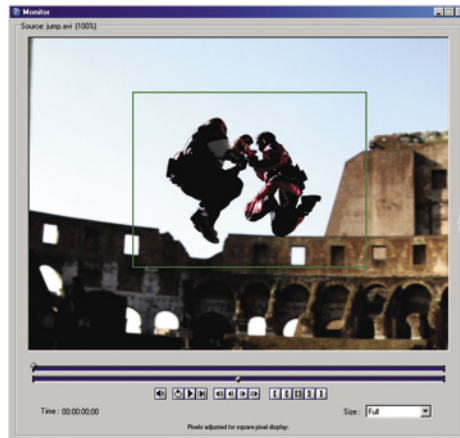 Monitor
Source: jump.avi (100%)
Time : 00:00:00;00
Size : Full
Pixels adjusted for square pixel display.